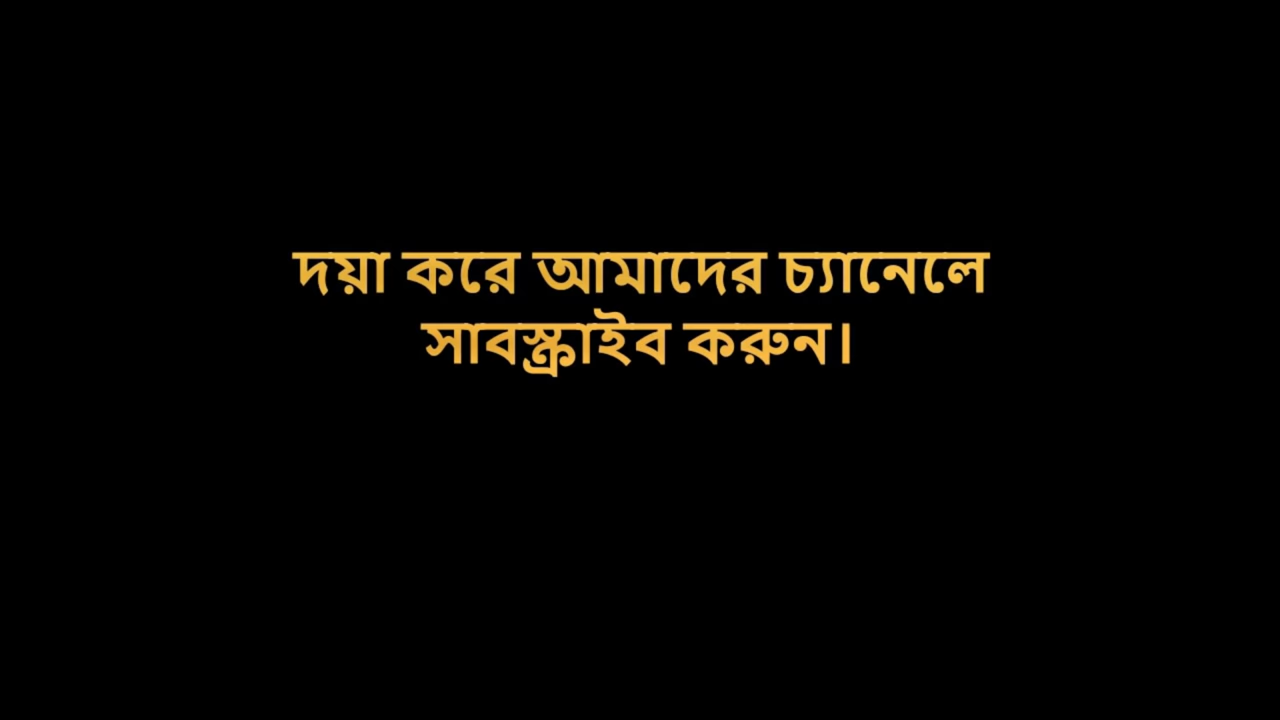 দয়া করে আমাদের চ্যানেলে
সাবস্ক্রাইব করুন।